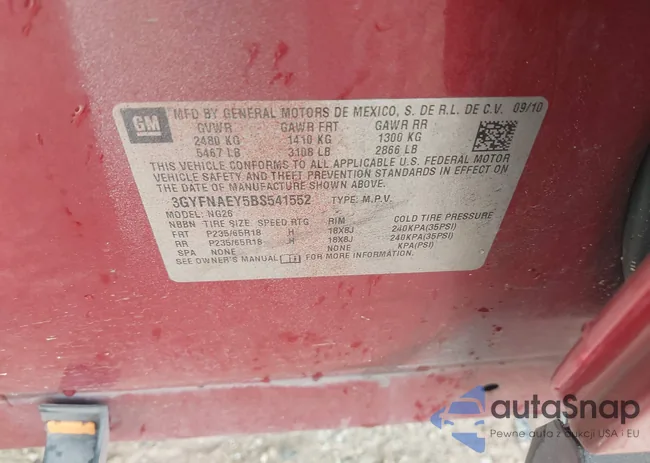 GM
MFD BY GENERAL MOTORS DE MEXICO, S. DE R.L. DE C.V. 09/10
GVWR GAWR FRT GAWR RR
2480 KG 1410 KG 1300 KG
5467 LB 3108 LB 2866 LB
THIS VEHICLE CONFORMS TO ALL APPLICABLE U.S. FEDERAL MOTOR
VEHICLE SAFETY AND THEFT PREVENTION STANDARDS IN EFFECT ON
THE DATE OF MANUFACTURE SHOWN ABOVE.
3GYFNAEY5BS541552 TYPE: M.P.V.
MODEL: NG26
NBBN TIRE SIZE SPEED RTG RIM COLD TIRE PRESSURE
FRT P235/65R18 H 18X8J 240KPA(35PSI)
RR P235/65R18 H 18X8J 240KPA(35PSI)
SPA NONE NONE KPA(PSI)
SEE OWNER'S MANUAL FOR MORE INFORMATION
autoSnap
Pewne auta z aukcji USA • EU